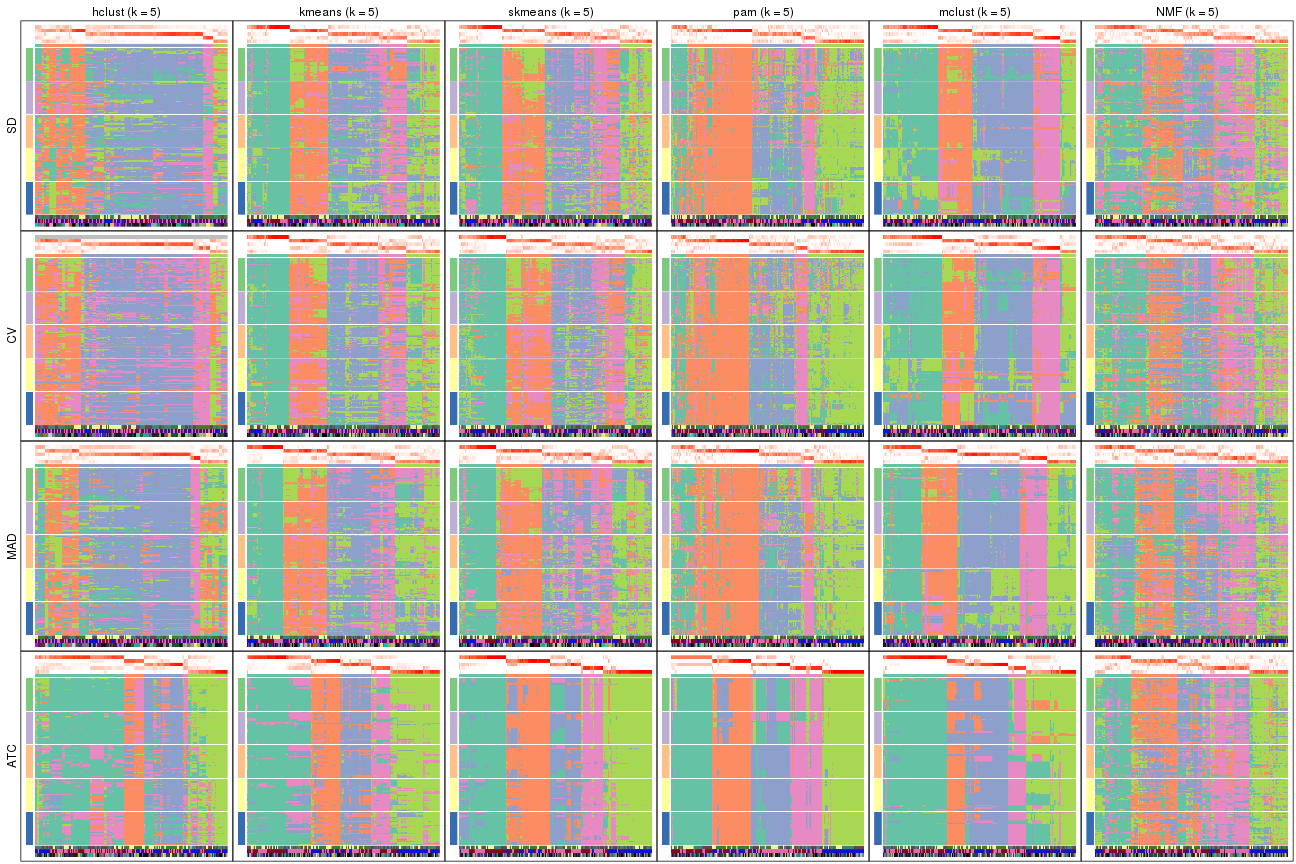 hclust (k = 5) kmeans (k = 5) skmeans (k = 5) pam (k = 5) mclust (k = 5) NMF (k = 5)
SD
CV
MAD
ATC